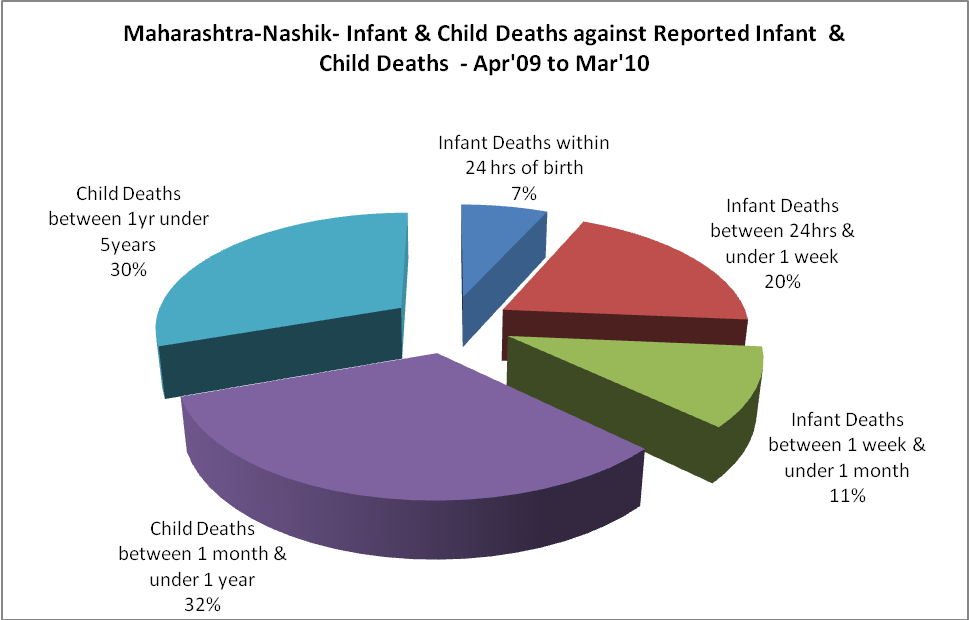 Maharashtra-Nashik- Infant & Child Deaths against Reported Infant &
Child Deaths - Apr'09 to Mar'10
Infant Deaths within
24 hrs of birth
7%
Infant Deaths
between 24hrs &
under 1 week
20%
Infant Deaths
between 1 week &
under 1 month
11%
Child Deaths
between 1 month &
under 1 year
32%
Child Deaths
between 1yr under
5years
30%